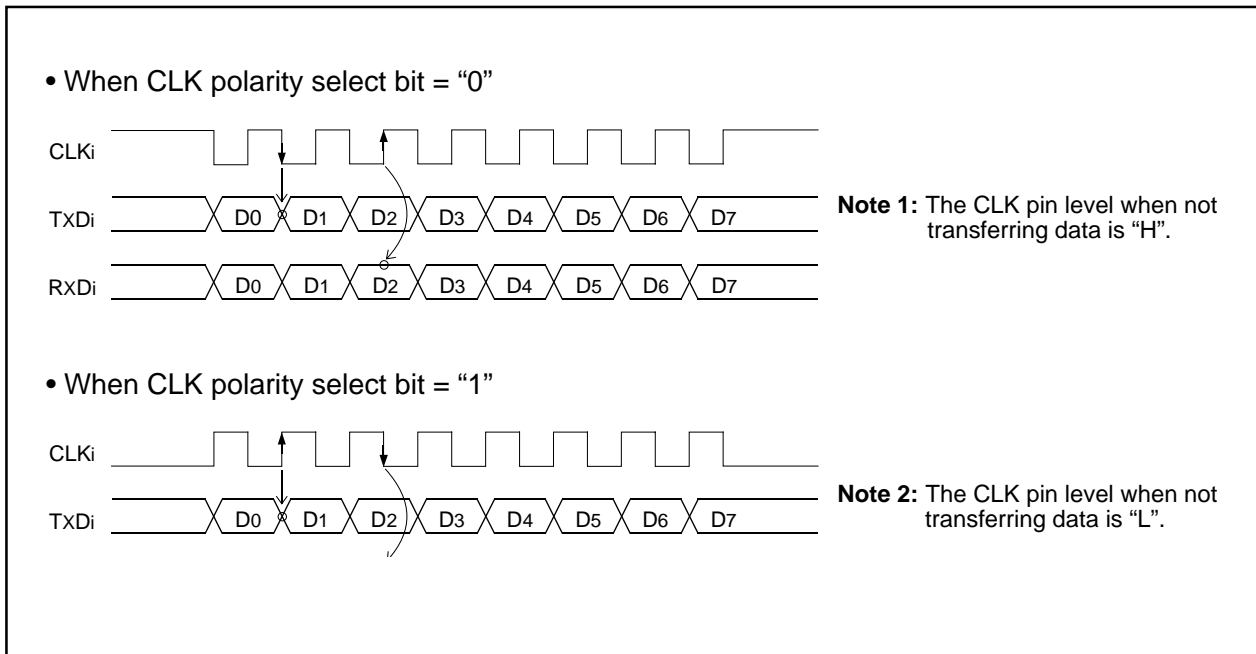 • When CLK polarity select bit = “0”
CLKi
TXDi
D0 D1 D2 D3 D4 D5 D6 D7
RXDi
D0 D1 D2 D3 D4 D5 D6 D7
Note 1: The CLK pin level when not
transferring data is “H”.
• When CLK polarity select bit = “1”
CLKi
TXDi
D0 D1 D2 D3 D4 D5 D6 D7
Note 2: The CLK pin level when not
transferring data is “L”.